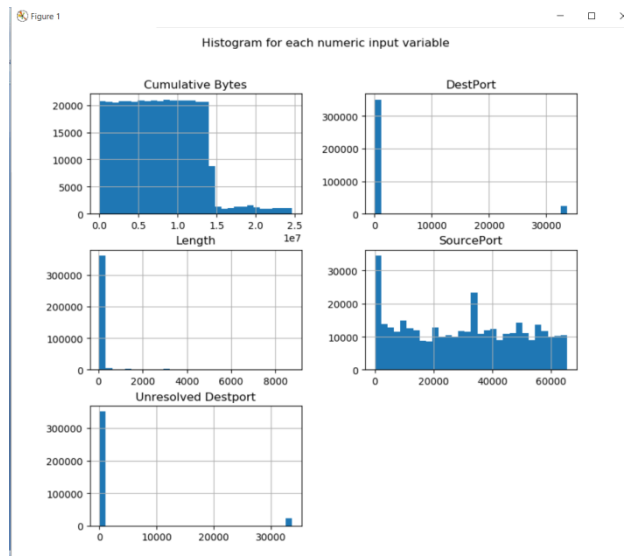 Figure 1
Histogram for each numeric input variable
Cumulative Bytes
20000
15000
10000
5000
0
0.0 0.5 1.0 1.5 2.0 2.5
1e7
DestPort
300000
200000
100000
0
0 10000 20000 30000
Length
300000
200000
100000
0
0 2000 4000 6000 8000
SourcePort
30000
20000
10000
0
0 20000 40000 60000
Unresolved Destport
300000
200000
100000
0
0 10000 20000 30000